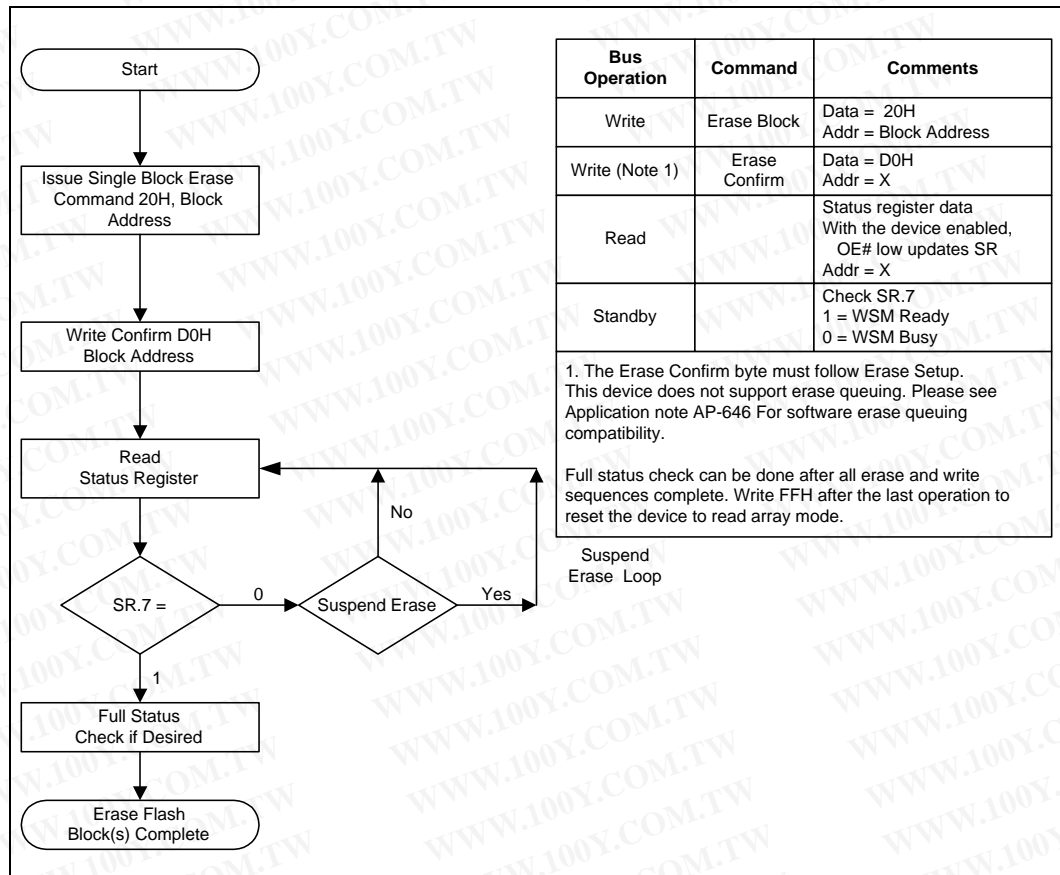 Start
Issue Single Block Erase
Command 20H, Block
Address
Write Confirm D0H
Block Address
Read
Status Register
SR.7 =
0
Suspend Erase
No
Yes
Suspend
Erase Loop
1
Full Status
Check if Desired
Erase Flash
Block(s) Complete
Bus
Operation
Command
Comments
Write
Erase Block
Data = 20H
Addr = Block Address
Write (Note 1)
Erase
Confirm
Data = D0H
Addr = X
Read
Status register data
With the device enabled,
OE# low updates SR
Addr = X
Standby
Check SR.7
1 = WSM Ready
0 = WSM Busy
1. The Erase Confirm byte must follow Erase Setup.
This device does not support erase queuing. Please see
Application note AP-646 For software erase queuing
compatibility.
Full status check can be done after all erase and write
sequences complete. Write FFH after the last operation to
reset the device to read array mode.
WWW.100Y.COM.TW